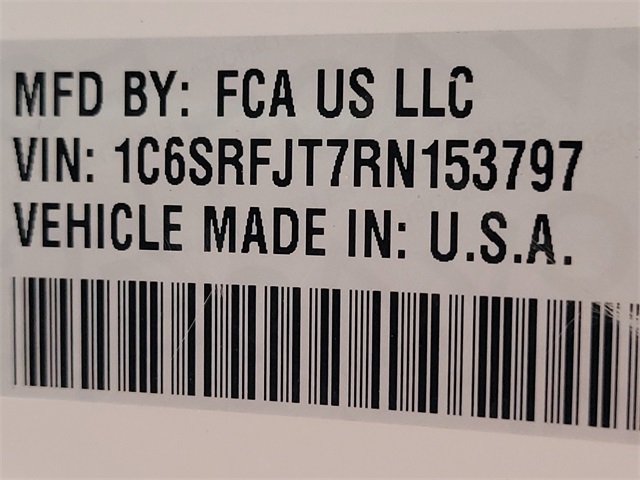 MFD BY: FCA US LLC
VIN: 1C6SRFJT7RN153797
VEHICLE MADE IN: U.S.A.